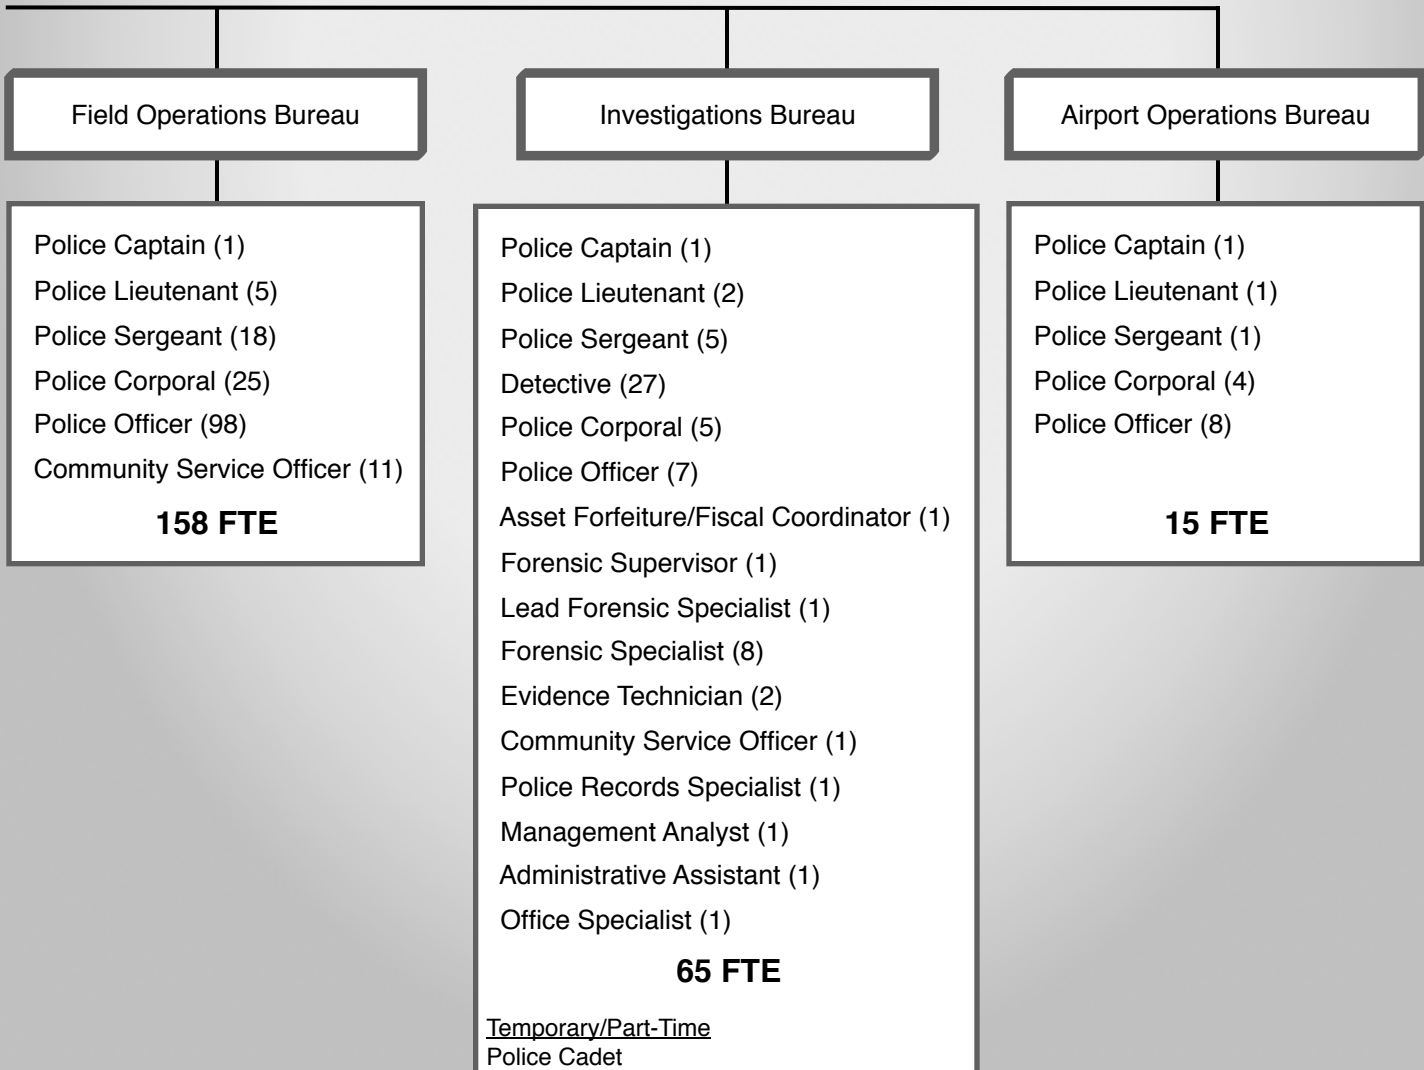 Field Operations Bureau
Police Captain (1)
Police Lieutenant (5)
Police Sergeant (18)
Police Corporal (25)
Police Officer (98)
Community Service Officer (11)
158 FTE
Investigations Bureau
Police Captain (1)
Police Lieutenant (2)
Police Sergeant (5)
Detective (27)
Police Corporal (5)
Police Officer (7)
Asset Forfeiture/Fiscal Coordinator (1)
Forensic Supervisor (1)
Lead Forensic Specialist (1)
Forensic Specialist (8)
Evidence Technician (2)
Community Service Officer (1)
Police Records Specialist (1)
Management Analyst (1)
Administrative Assistant (1)
Office Specialist (1)
65 FTE
Temporary/Part-Time
Police Cadet
Airport Operations Bureau
Police Captain (1)
Police Lieutenant (1)
Police Sergeant (1)
Police Corporal (4)
Police Officer (8)
15 FTE